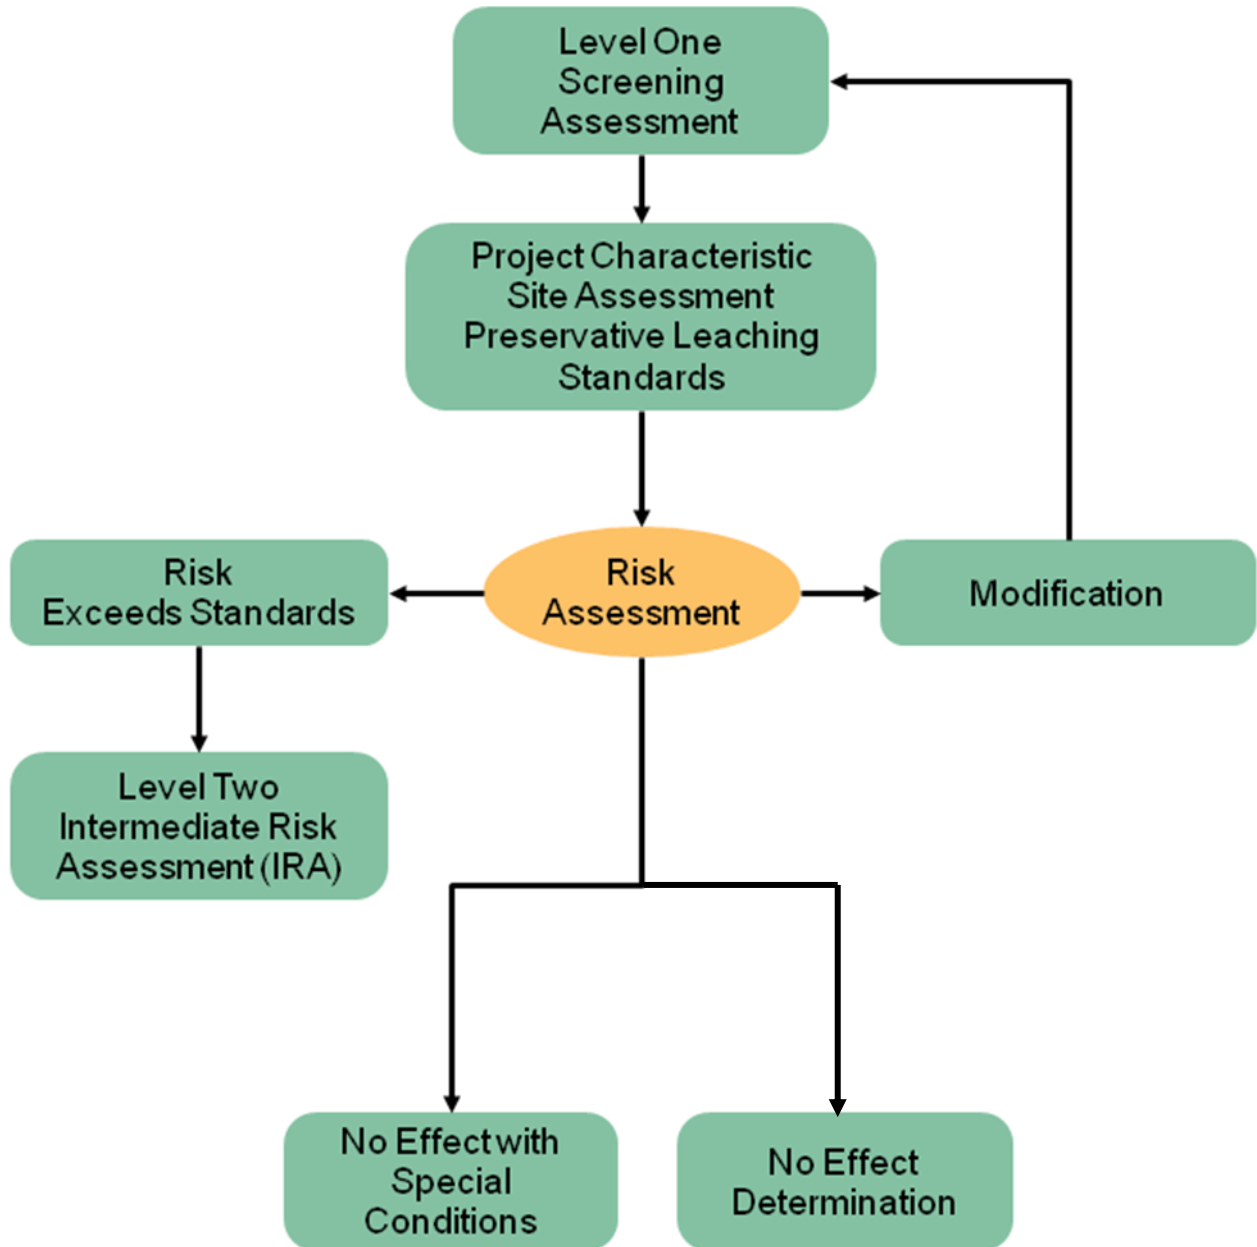 Level One
Screening
Assessment
Project Characteristic
Site Assessment
Preservative Leaching
Standards
Risk
Exceeds Standards
Risk
Assessment
Modification
Level Two
Intermediate Risk
Assessment (IRA)
No Effect with
Special
Conditions
No Effect
Determination